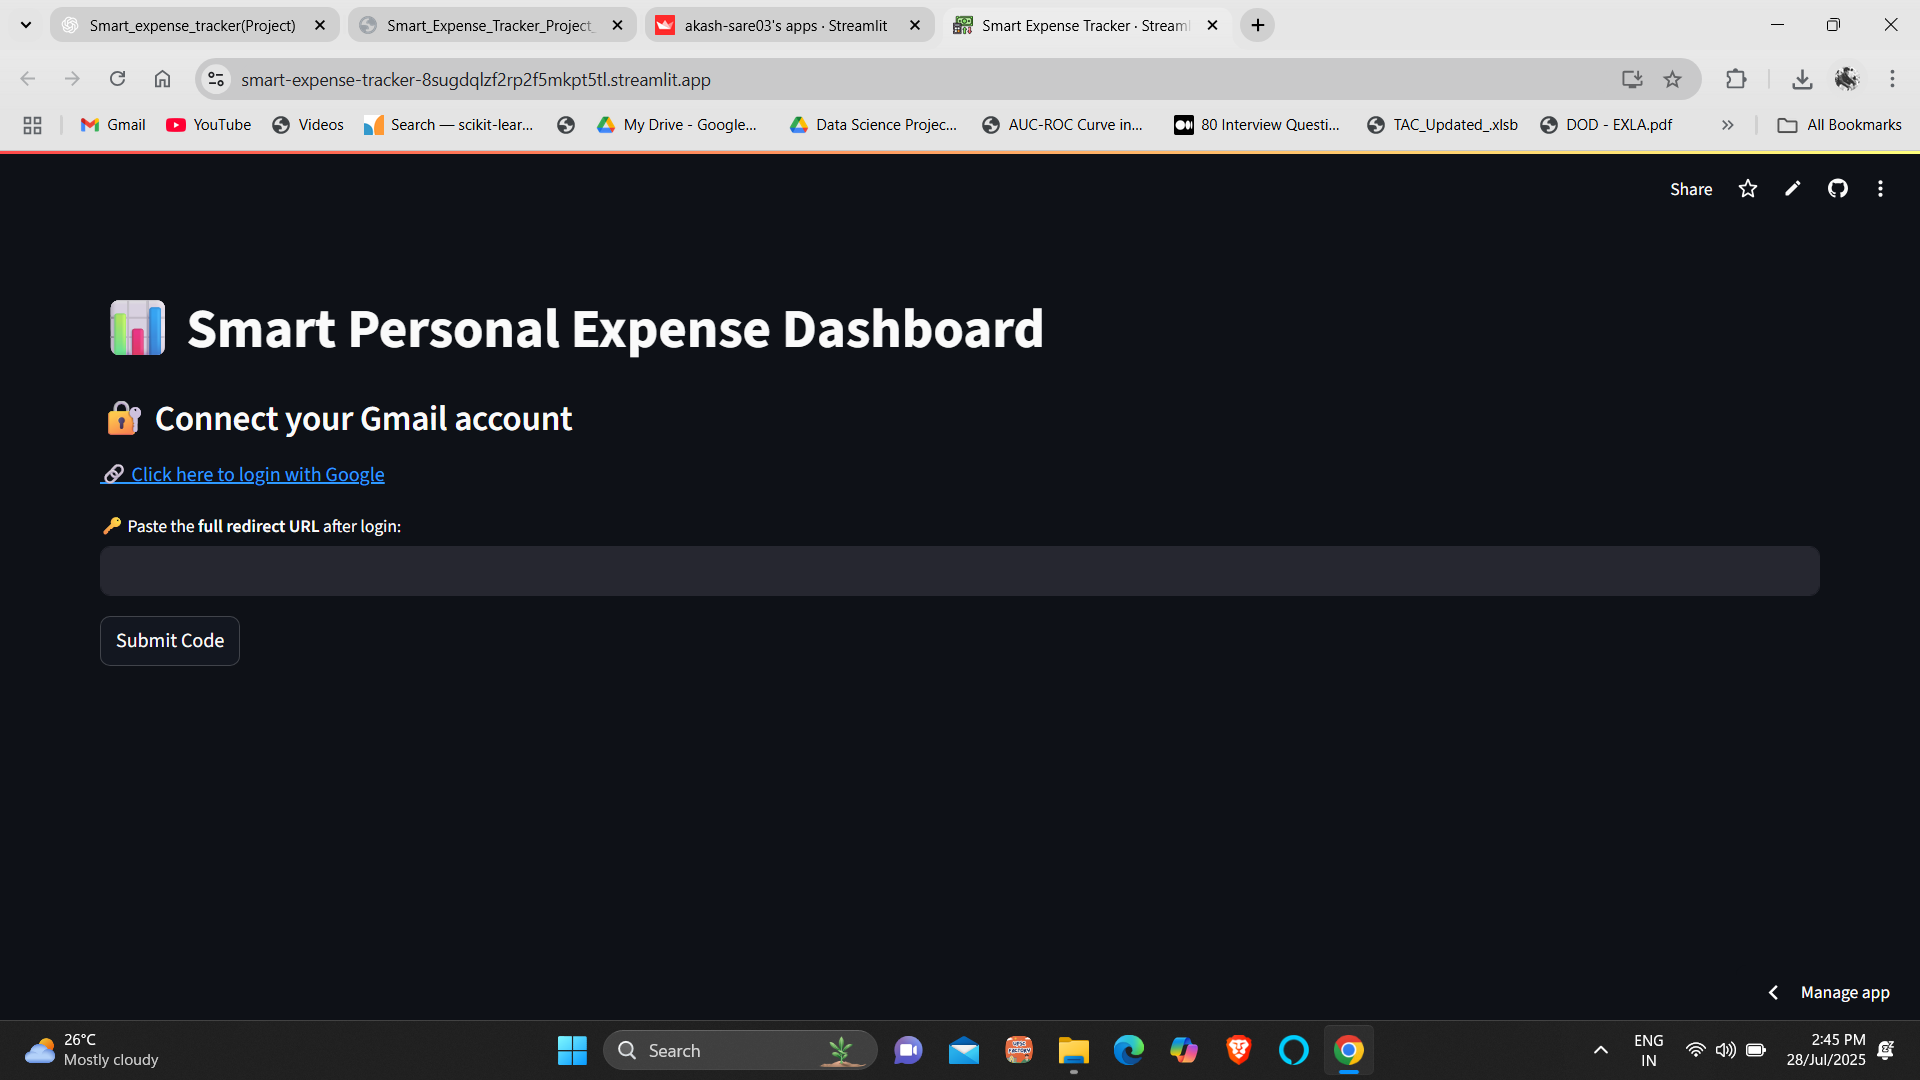 Smart_expense_tracker(Project)
Smart_Expense_Tracker_Project_
akash-sare03's apps · Streamlit
Smart Expense Tracker · Streaml
smart-expense-tracker-8sugdqlzf2rp2f5mkpt5tl.streamlit.app
Gmail
YouTube
Videos
Search — scikit-lear...
My Drive - Google...
Data Science Projec...
AUC-ROC Curve in...
80 Interview Questi...
TAC_Updated_.xlsb
DOD - EXLA.pdf
All Bookmarks
Share
Smart Personal Expense Dashboard
Connect your Gmail account
Click here to login with Google
Paste the full redirect URL after login:
Submit Code
Manage app
26°C
Mostly cloudy
Search
ENG
IN
2:45 PM
28/Jul/2025